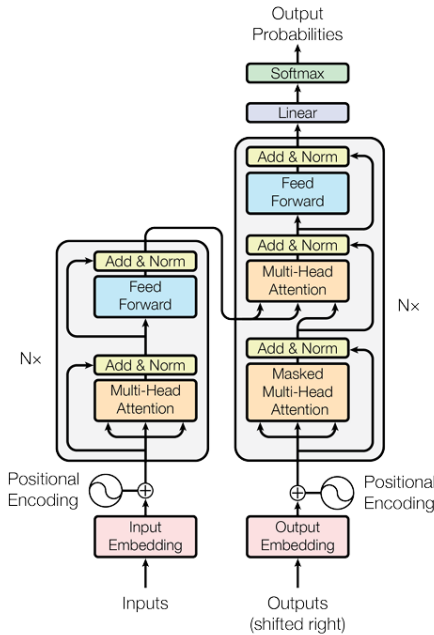 Output
Probabilities
Softmax
Linear
Add & Norm
Feed
Forward
Add & Norm
Multi-Head
Attention
Add & Norm
Masked
Multi-Head
Attention
N×
Add & Norm
Feed
Forward
Add & Norm
Multi-Head
Attention
N×
Positional
Encoding
Positional
Encoding
Input
Embedding
Output
Embedding
Inputs
Outputs
(shifted right)